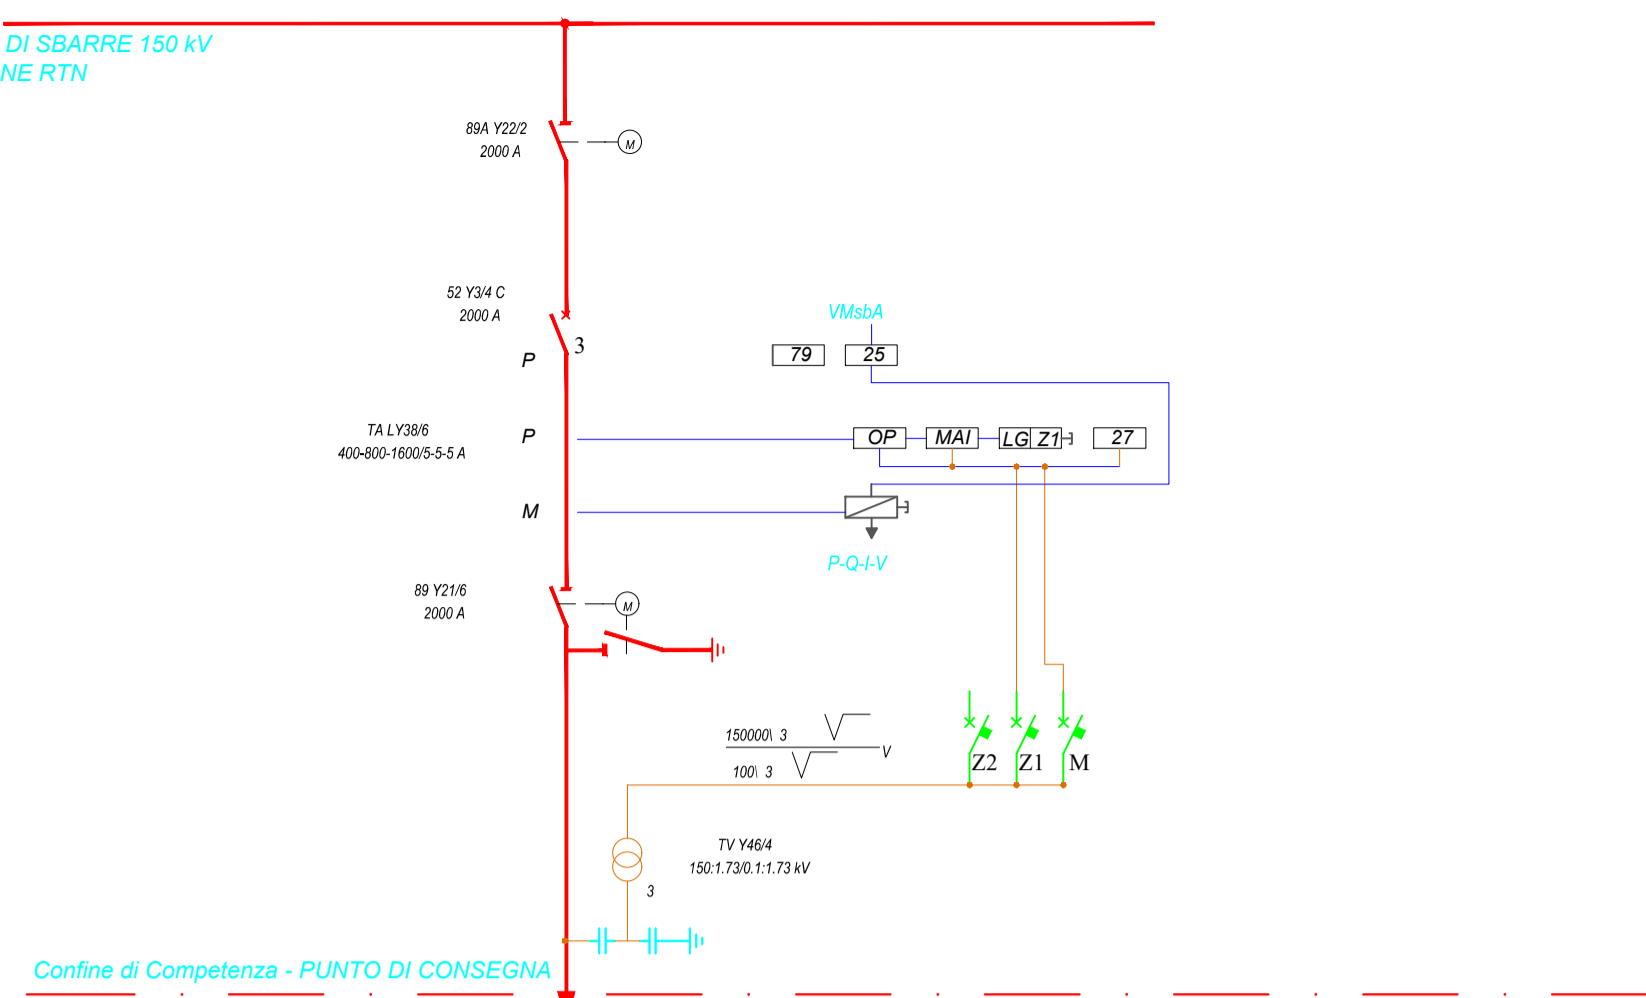 DI SBARRE 150 kV
NE RTN
89A Y22/2
2000 A
M
52 Y3/4 C
2000 A
3
P
VMsbA
79
25
TA LY38/6
400-800-1600/5-5-5 A
P
OP
MAI
LG Z1
27
M
P-Q-I-V
89 Y21/6
2000 A
M
150000\ 3
100\ 3
V
Z2
Z1
M
TV Y46/4
150:1.73/0.1:1.73 kV
3
Confine di Competenza - PUNTO DI CONSEGNA